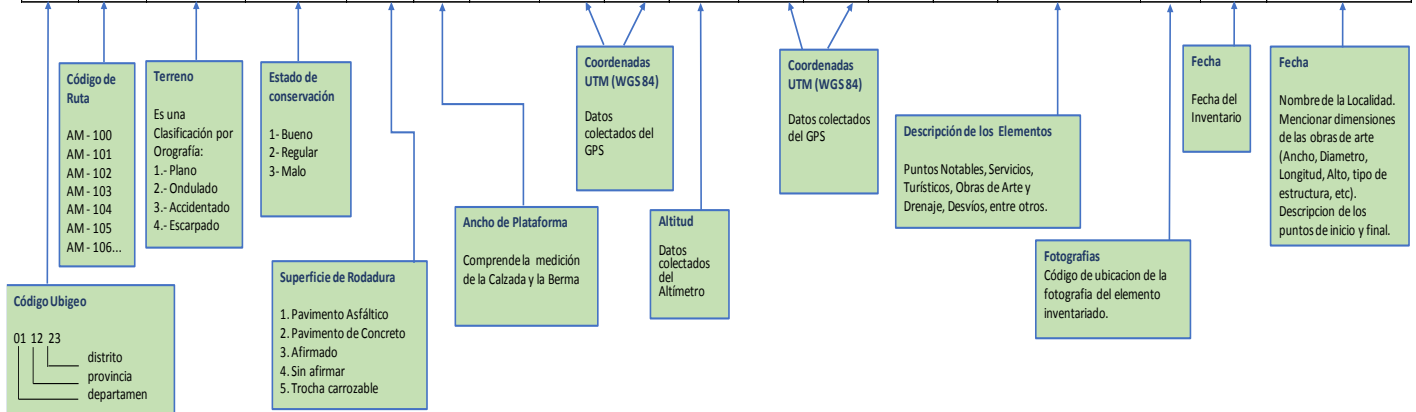 Código de
Ruta
AM - 100
AM - 101
AM - 102
AM - 103
AM - 104
AM - 105
AM - 106...
Terreno
Es una
Clasificación por
Orografía:
1.- Plano
2.- Ondulado
3.- Accidentado
4.- Escarpado
Estado de
conservación
1- Bueno
2- Regular
3- Malo
Coordenadas
UTM (WGS 84)
Datos
colectados del
GPS
Coordenadas
UTM (WGS 84)
Datos colectados
del GPS
Descripción de los Elementos
Puntos Notables, Servicios,
Turísticos, Obras de Arte y
Drenaje, Desvíos, entre otros.
Fecha
Fecha del
Inventario
Fecha
Nombre de la Localidad.
Mencionar dimensiones
de las obras de arte
(Ancho, Diametro,
Longitud, Alto, tipo de
estructura, etc).
Descripcion de los
puntos de inicio y final.
Ancho de Plataforma
Comprende la medición
de la Calzada y la Berma
Altitud
Datos
colectados
del
Altímetro
Fotografias
Código de ubicacion de la
fotografia del elemento
inventariado.
Superficie de Rodadura
1. Pavimento Asfáltico
2. Pavimento de Concreto
3. Afirmado
4. Sin afirmar
5. Trocha carrozable
Código Ubigeo
01 12 23
distrito
provincia
departamen